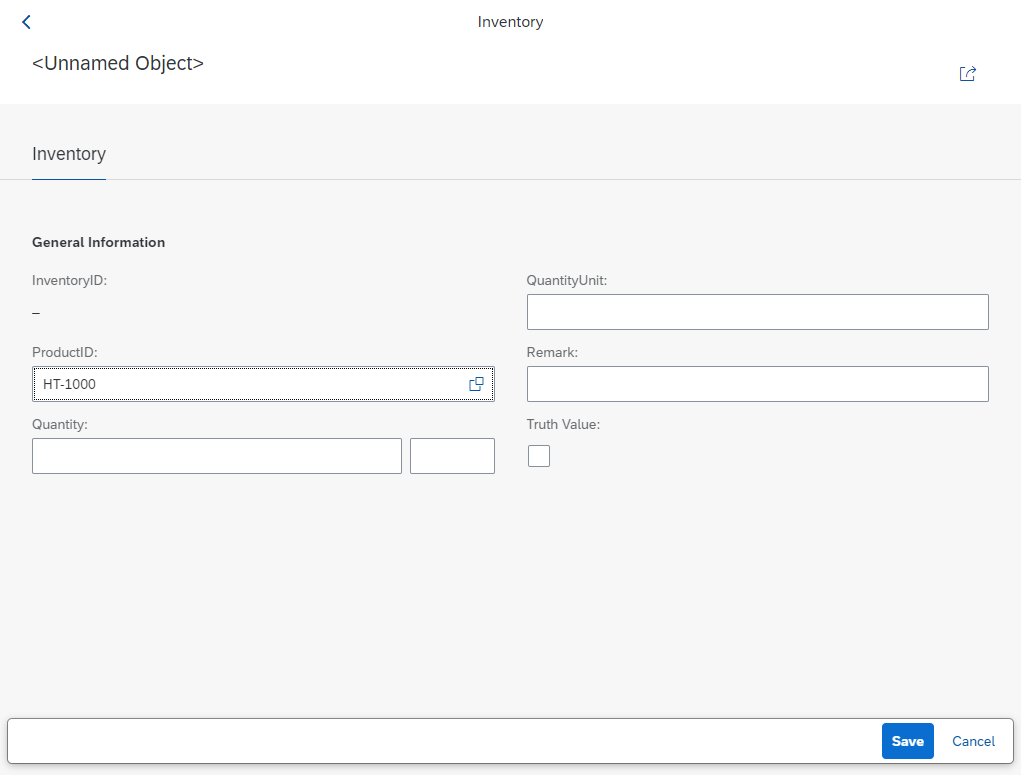 Inventory
<Unnamed Object>
Inventory
General Information
InventoryID:
–
ProductID:
HT-1000
Quantity:
QuantityUnit:
Remark:
Truth Value:
Save Cancel